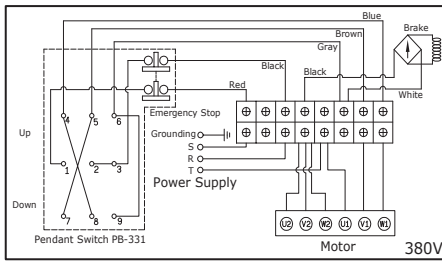 Blue
Brown
Gray
Brake
Black
Black
Red
White
Emergency Stop
4 5 6
Up
1 2 3
Down
7 8 9
Pendant Switch PB-331
Grounding
S
R
T
Power Supply
U2 V2 W2 U1 V1 W1
Motor
380V